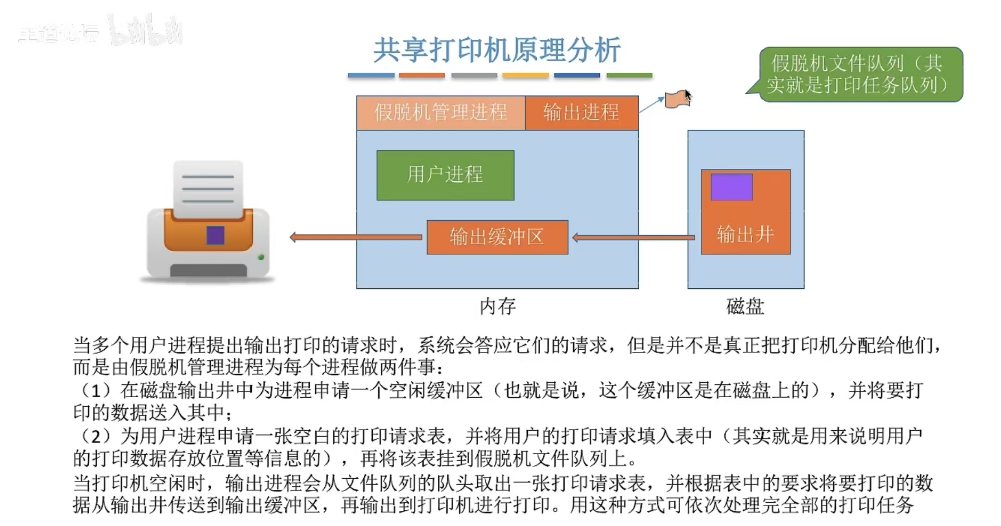 bilibili
共享打印机原理分析
假脱机文件队列（其
实就是打印任务队列）
假脱机管理进程
输出进程
用户进程
输出缓冲区
输出井
内存
磁盘
当多个用户进程提出输出打印的请求时，系统会答应它们的请求，但是并不是真正把打印机分配给他们，
而是由假脱机管理进程为每个进程做两件事：
（1）在磁盘输出井中为进程申请一个空闲缓冲区（也就是说，这个缓冲区是在磁盘上的），并将要打
印的数据送入其中；
（2）为用户进程申请一张空白的打印请求表，并将用户的打印请求填入表中（其实就是用来说明用户
的打印数据存放位置等信息的），再将该表挂到假脱机文件队列上。
当打印机空闲时，输出进程会从文件队列的队头取出一张打印请求表，并根据表中的要求将要打印的数
据从输出井传送到输出缓冲区，再输出到打印机进行打印。用这种方式可依次处理完全部的打印任务